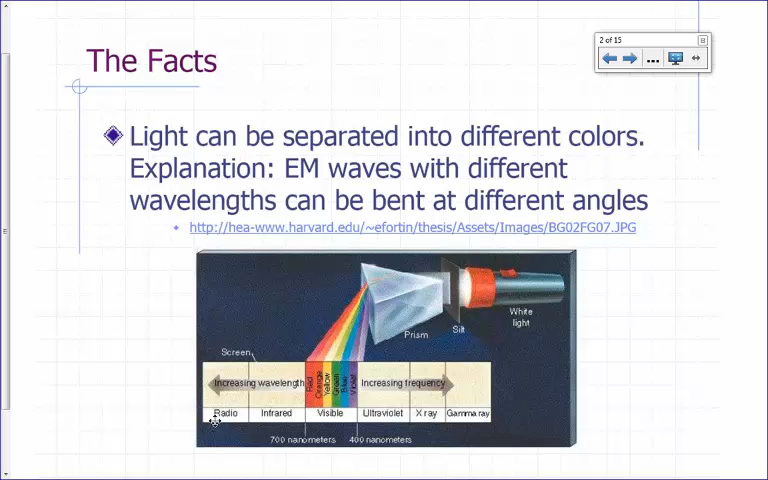 2 of 15
The Facts
Light can be separated into different colors.
Explanation: EM waves with different
wavelengths can be bent at different angles
http://hea-www.harvard.edu/~efortin/thesis/Assets/Images/BG02FG07.JPG
White
light
Silt
Prism
Screen
Increasing wavelength
Red
Orange
Yellow
Green
Blue
Violet
Increasing frequency
Radio
Infrared
Visible
Ultraviolet
X ray
Gamma ray
700 nanometers
400 nanometers